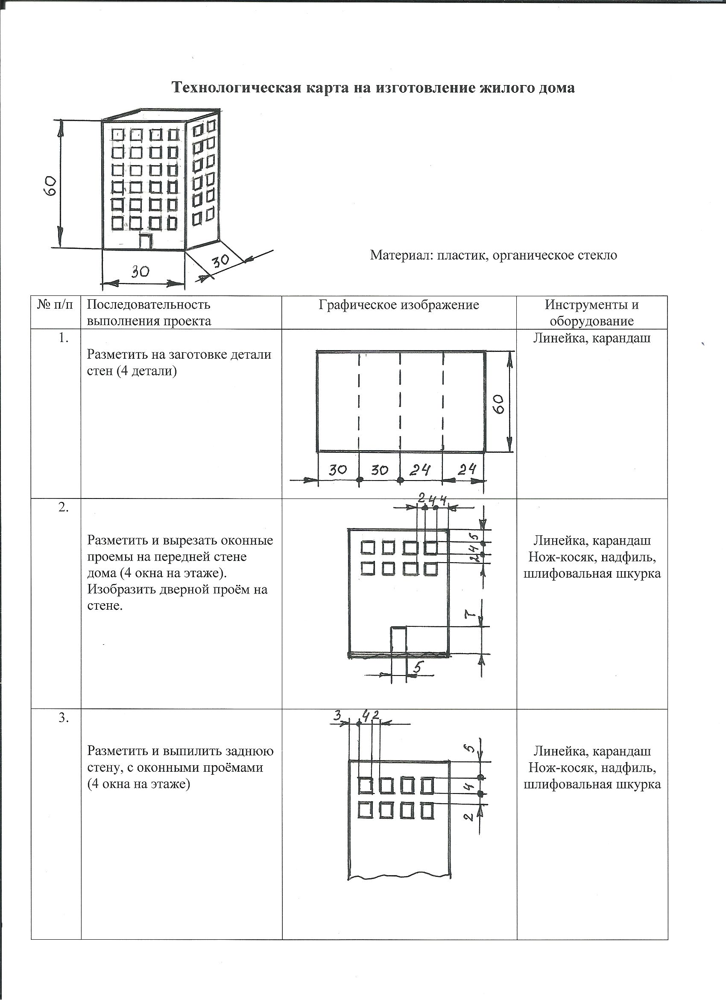 Технологическая карта на изготовление жилого дома
60
30
30
Материал: пластик, органическое стекло
№ п/п
Последовательность
выполнения проекта
Графическое изображение
Инструменты и
оборудование
1.
Разметить на заготовке детали
стен (4 детали)
60
30 30 24 24
Линейка, карандаш
2.
Разметить и вырезать оконные
проемы на передней стене
дома (4 окна на этаже).
Изобразить дверной проём на
стене.
2 4 4
5
4
2
7
5
Линейка, карандаш
Нож-косяк, надфиль,
шлифовальная шкурка
3.
Разметить и выпилить заднюю
стену, с оконными проёмами
(4 окна на этаже)
3 4 2
5
4
2
Линейка, карандаш
Нож-косяк, надфиль,
шлифовальная шкурка